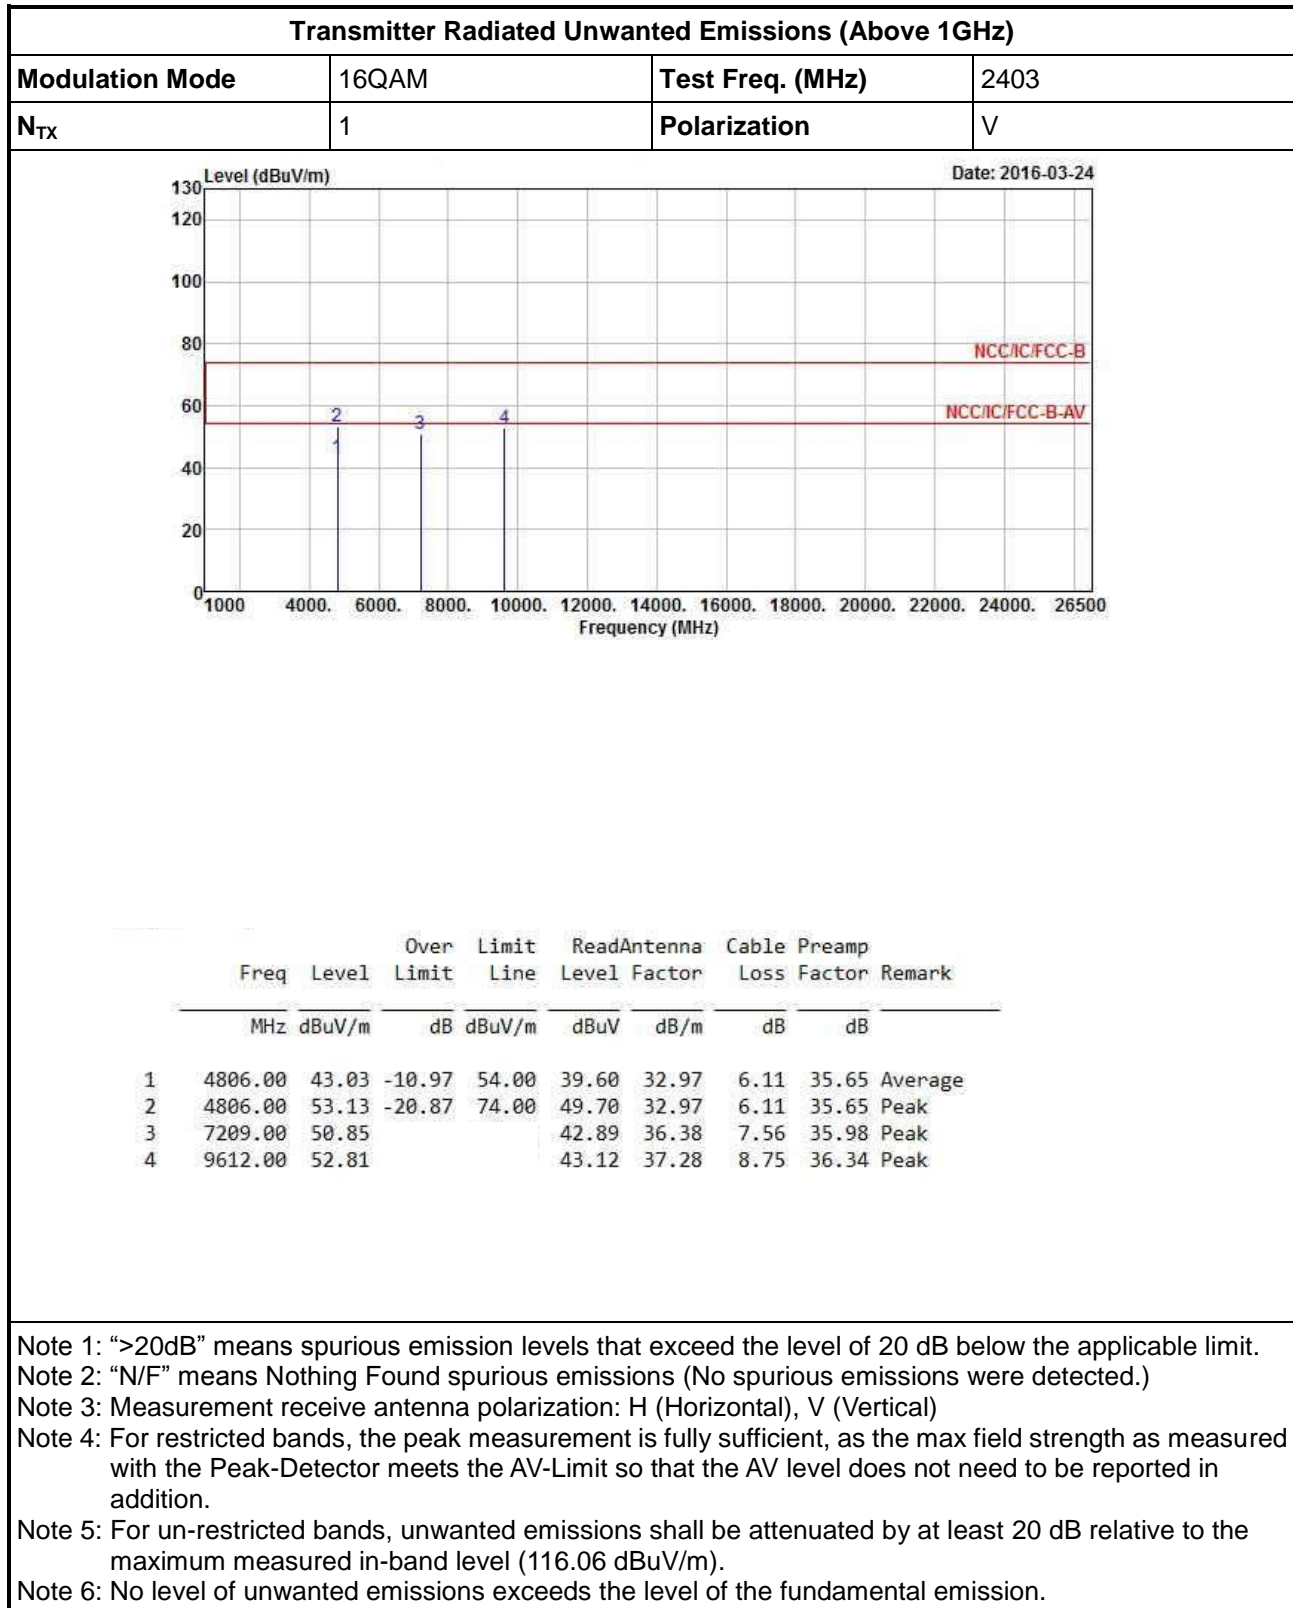 Transmitter Radiated Unwanted Emissions (Above 1GHz)
Modulation Mode 16QAM Test Freq. (MHz) 2403
NTX 1 Polarization V
Level (dBuV/m) Date: 2016-03-24
130
120
100
80
NCC/IC/FCC-B
60
NCC/IC/FCC-B-AV
2 3 4
1
40
20
0
1000 4000. 6000. 8000. 10000. 12000. 14000. 16000. 18000. 20000. 22000. 24000. 26500
Frequency (MHz)
Over Limit ReadAntenna Cable Preamp
Freq Level Limit Line Level Factor Loss Factor Remark
MHz dBuV/m dB dBuV/m dBuV dB/m dB dB
1 4806.00 43.03 -10.97 54.00 39.60 32.97 6.11 35.65 Average
2 4806.00 53.13 -20.87 74.00 49.70 32.97 6.11 35.65 Peak
3 7209.00 50.85 42.89 36.38 7.56 35.98 Peak
4 9612.00 52.81 43.12 37.28 8.75 36.34 Peak
Note 1: “>20dB” means spurious emission levels that exceed the level of 20 dB below the applicable limit.
Note 2: “N/F” means Nothing Found spurious emissions (No spurious emissions were detected.)
Note 3: Measurement receive antenna polarization: H (Horizontal), V (Vertical)
Note 4: For restricted bands, the peak measurement is fully sufficient, as the max field strength as measured
with the Peak-Detector meets the AV-Limit so that the AV level does not need to be reported in
addition.
Note 5: For un-restricted bands, unwanted emissions shall be attenuated by at least 20 dB relative to the
maximum measured in-band level (116.06 dBuV/m).
Note 6: No level of unwanted emissions exceeds the level of the fundamental emission.